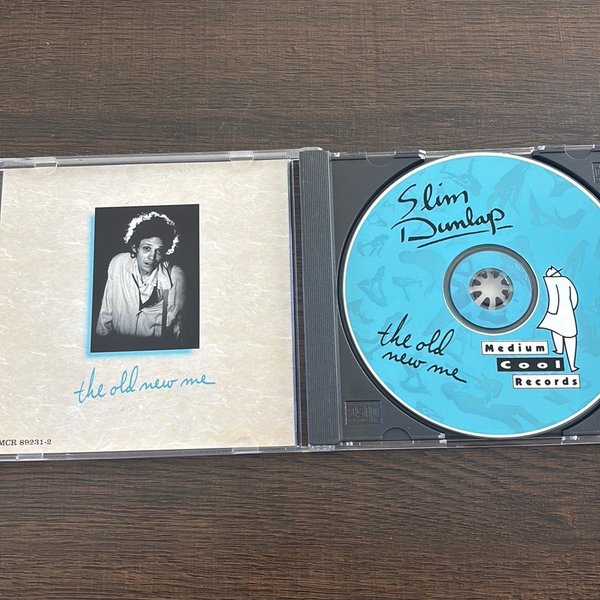 the old new me
MCR 89231-2
Slim
Dunlap
the old
new me
Medium
Cool
Records